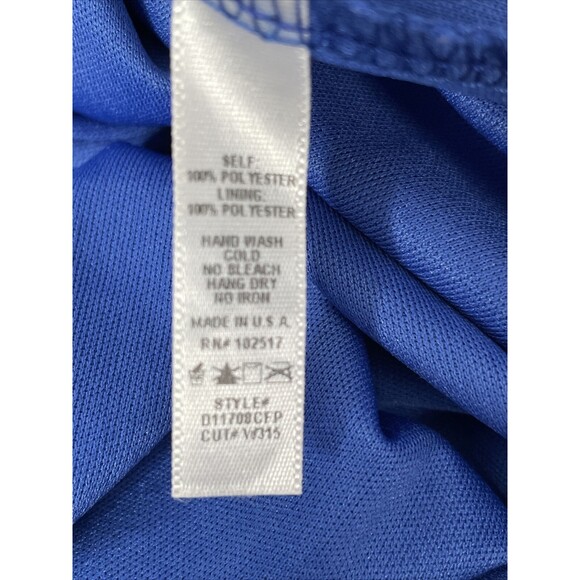 SELF:
100% POLYESTER
LINING:
100% POLYESTER
HAND WASH
COLD
NO BLEACH
HANG DRY
NO IRON
MADE IN U.S.A.
RN# 102517
STYLE#
D11708CFP
CUT# W315